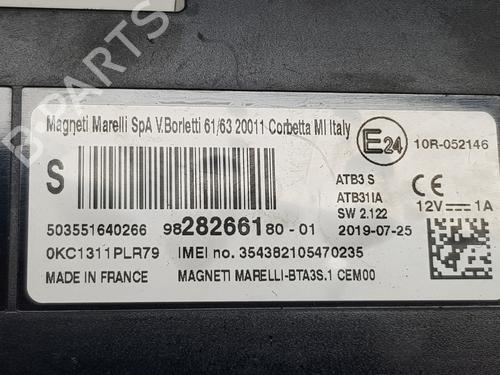 Magneti Marelli SpA V.Borletti 61/63 20011 Corbetta MI Italy
E24
10R-052146
S
ATB3 S
ATB31IA
SW 2.122
CE
12V 1A
503551640266 9828266180-01
2019-07-25
0KC1311PLR79 IMEI no. 354382105470235
MADE IN FRANCE MAGNETI MARELLI-BTA3S.1 CEM00
B-PARTS